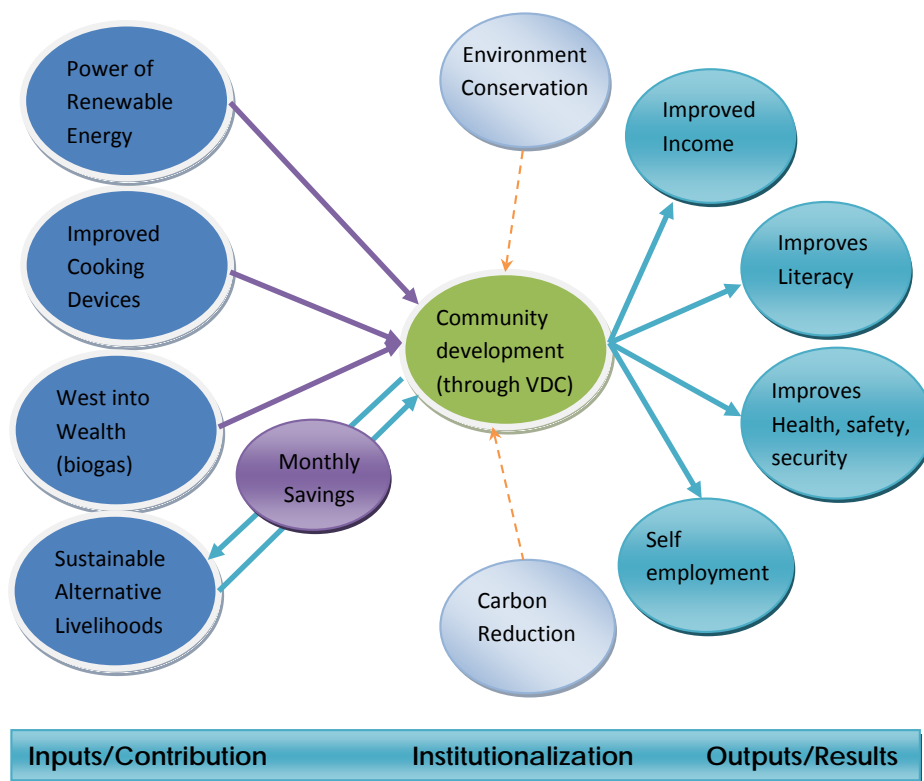 Power of
Renewable
Energy
Improved
Cooking
Devices
West into
Wealth
(biogas)
Sustainable
Alternative
Livelihoods
Monthly
Savings
Environment
Conservation
Community
development
(through VDC)
Carbon
Reduction
Improved
Income
Improves
Literacy
Improves
Health, safety,
security
Self
employment
Inputs/Contribution Institutionalization Outputs/Results